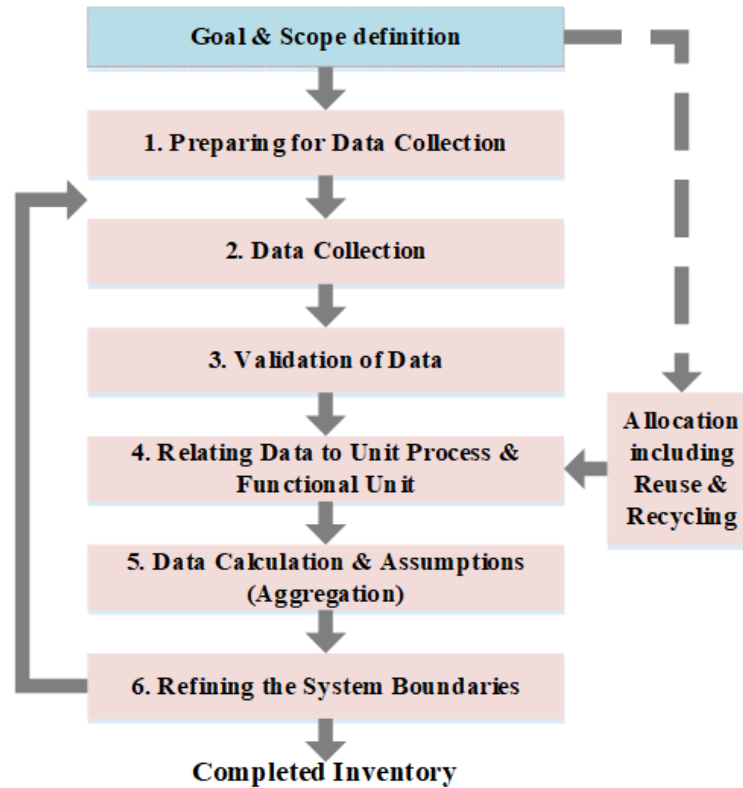 Goal & Scope definition
1. Preparing for Data Collection
2. Data Collection
3. Validation of Data
4. Relating Data to Unit Process &
Functional Unit
Allocation
including
Reuse &
Recycling
5. Data Calculation & Assumptions
(Aggregation)
6. Refining the System Boundaries
Completed Inventory